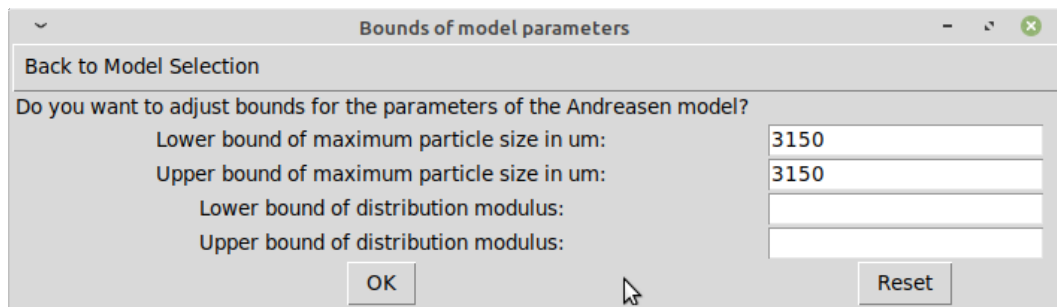 Bounds of model parameters
Back to Model Selection
Do you want to adjust bounds for the parameters of the Andreasen model?
Lower bound of maximum particle size in um: 3150
Upper bound of maximum particle size in um: 3150
Lower bound of distribution modulus:
Upper bound of distribution modulus:
OK Reset